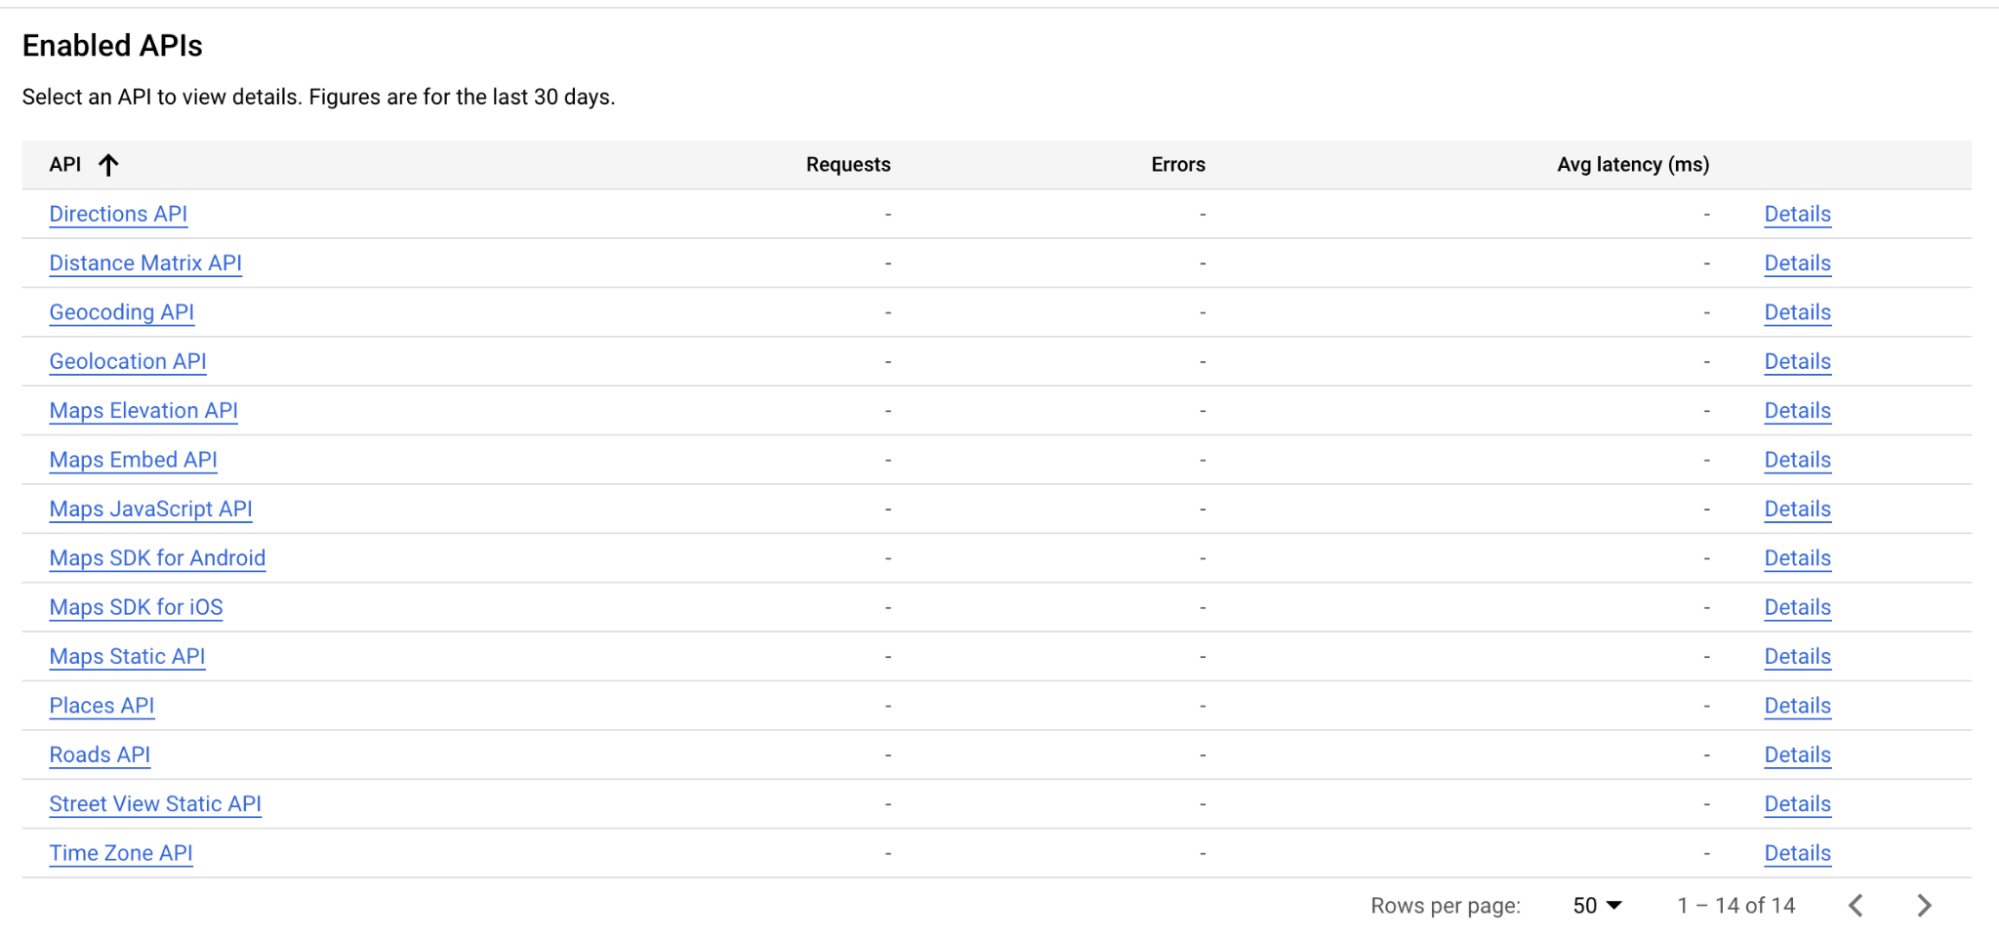 Enabled APIs
Select an API to view details. Figures are for the last 30 days.
API ↑ Requests Errors Avg latency (ms)
Directions API - - - Details
Distance Matrix API - - - Details
Geocoding API - - - Details
Geolocation API - - - Details
Maps Elevation API - - - Details
Maps Embed API - - - Details
Maps JavaScript API - - - Details
Maps SDK for Android - - - Details
Maps SDK for iOS - - - Details
Maps Static API - - - Details
Places API - - - Details
Roads API - - - Details
Street View Static API - - - Details
Time Zone API - - - Details
Rows per page: 50 1 – 14 of 14